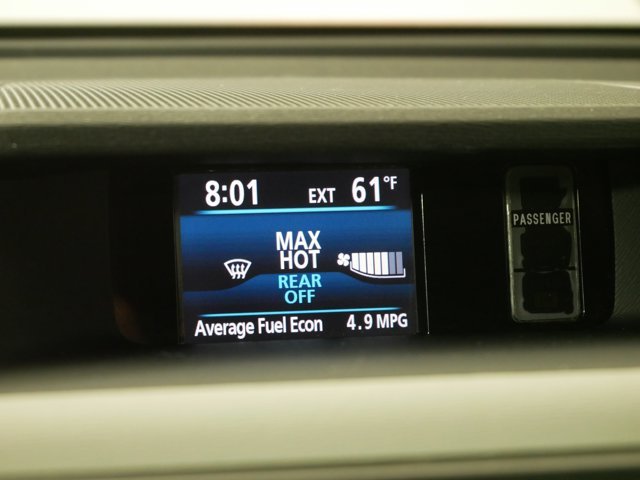 8:01 EXT 61°F
MAX
HOT
REAR
OFF
Average Fuel Econ 4.9 MPG
PASSENGER